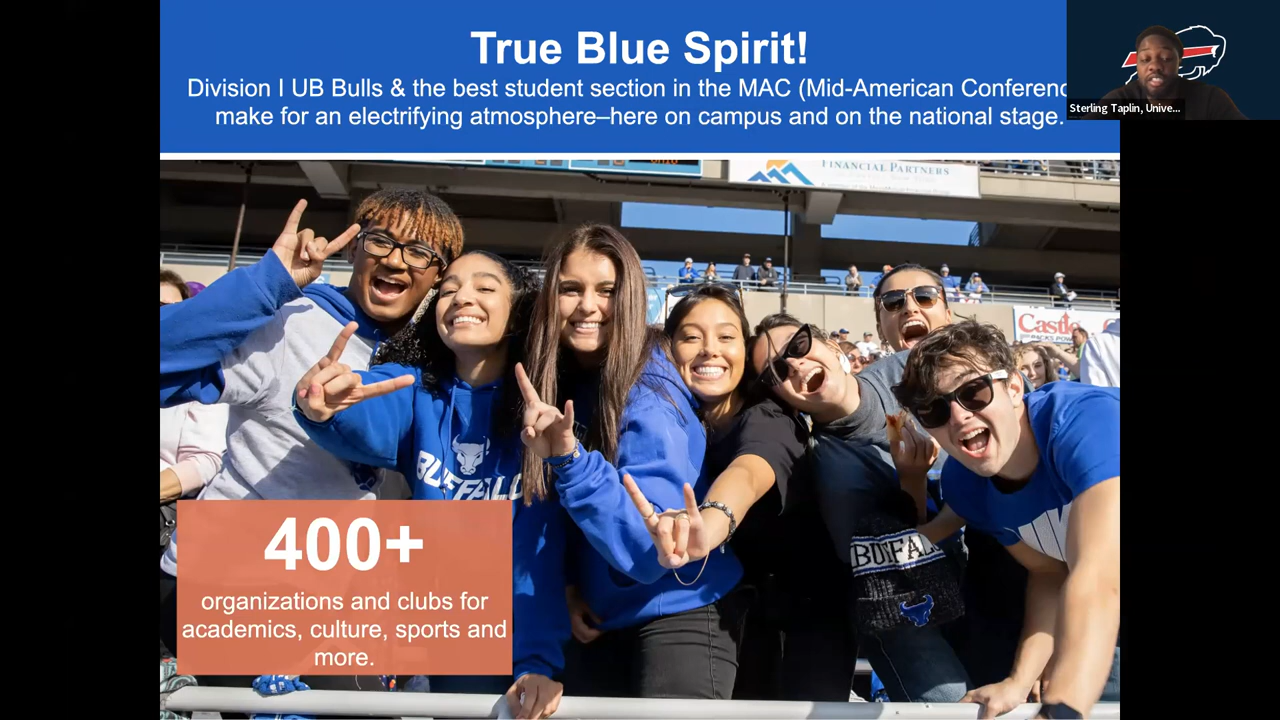 True Blue Spirit!
Division I UB Bulls & the best student section in the MAC (Mid-American Conferenc
make for an electrifying atmosphere–here on campus and on the national stage.
Sterling Taplin, Unive...
FINANCIAL PARTNERS
Castle
BUFFALO
BUFFAL
400+
organizations and clubs for
academics, culture, sports and
more.